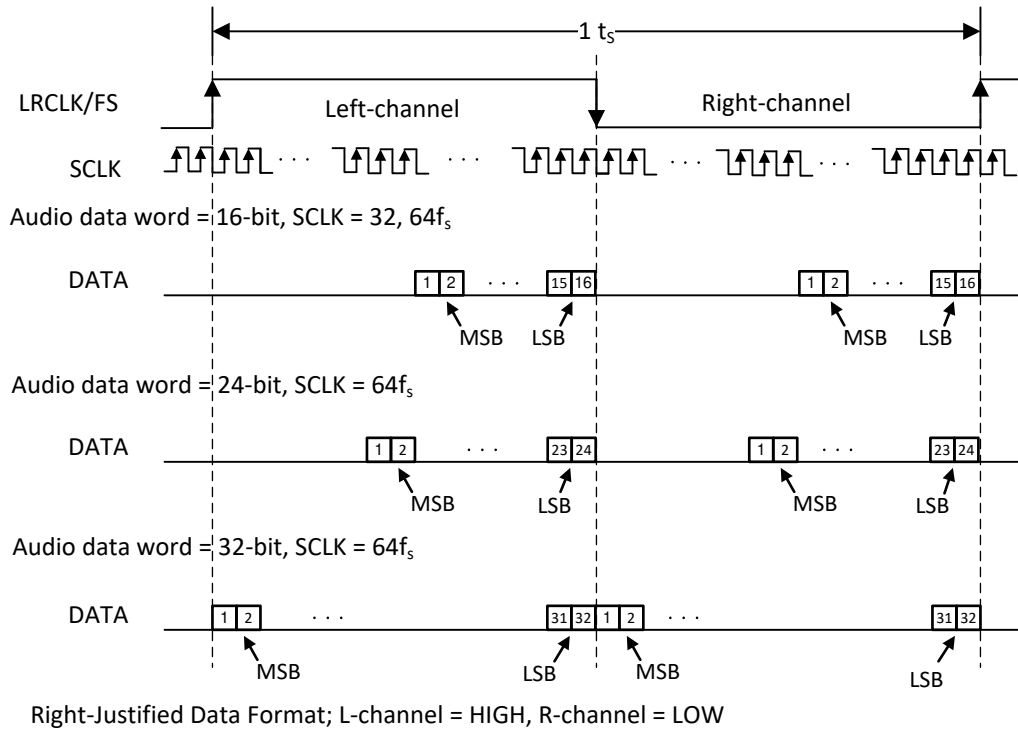 1 tS
LRCLK/FS
Left-channel
Right-channel
SCLK
. . .
. . .
. . .
. . .
Audio data word = 16-bit, SCLK = 32, 64fs
DATA
1 2 . . . 15 16 1 2 . . . 15 16
MSB LSB MSB LSB
Audio data word = 24-bit, SCLK = 64fs
DATA
1 2 . . . 23 24 1 2 . . . 23 24
MSB LSB MSB LSB
Audio data word = 32-bit, SCLK = 64fs
DATA
1 2 . . . 31 32 1 2 . . . 31 32
MSB LSB MSB LSB
Right-Justified Data Format; L-channel = HIGH, R-channel = LOW